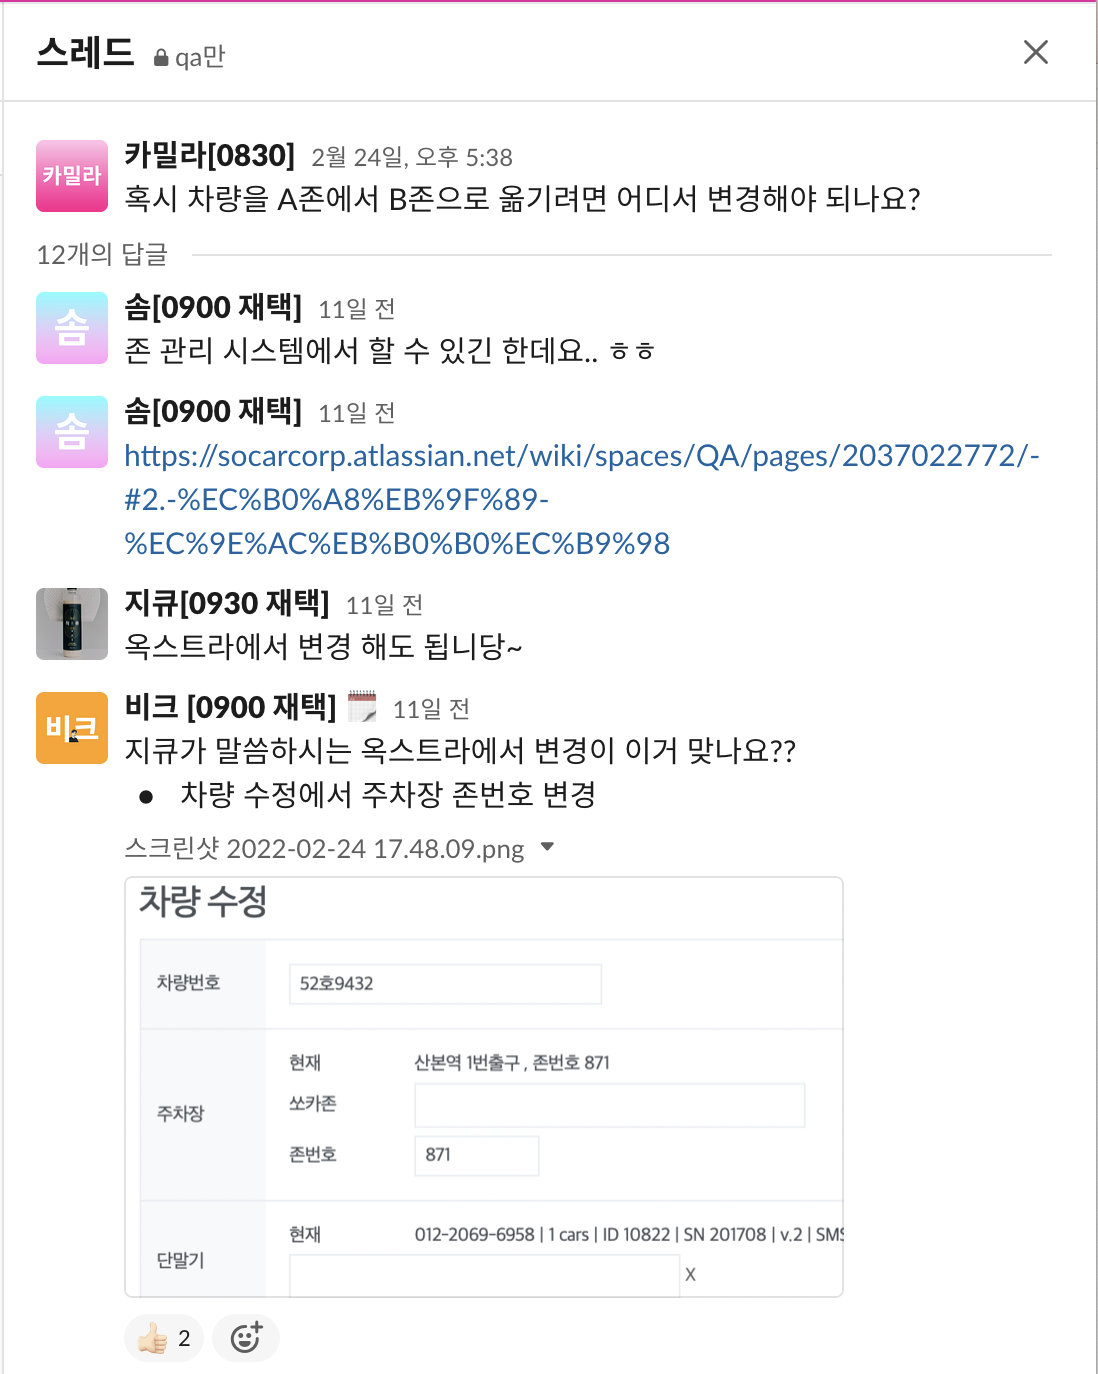 스레드 qa만
카밀라
카밀라[0830] 2월 24일, 오후 5:38
혹시 차량을 A존에서 B존으로 옮기려면 어디서 변경해야 되나요?
12개의 답글
솜
솜[0900 재택] 11일 전
존 관리 시스템에서 할 수 있긴 한데요.. ㅎㅎ
솜
솜[0900 재택] 11일 전
https://socarcorp.atlassian.net/wiki/spaces/QA/pages/2037022772/-
#2.-%EC%B0%A8%EB%9F%89-
%EC%9E%AC%EB%B0%B0%EC%B9%98
지큐[0930 재택] 11일 전
옥스트라에서 변경 해도 됩니당~
비크
비크 [0900 재택] 11일 전
지큐가 말씀하시는 옥스트라에서 변경이 이거 맞나요??
• 차량 수정에서 주차장 존번호 변경
스크린샷 2022-02-24 17.48.09.png
차량 수정
차량번호 52호9432
현재 산본역 1번출구 , 존번호 871
주차장
쏘카존
존번호 871
현재 012-2069-6958 | 1 cars | ID 10822 | SN 201708 | v.2 | SMS
단말기
X
2